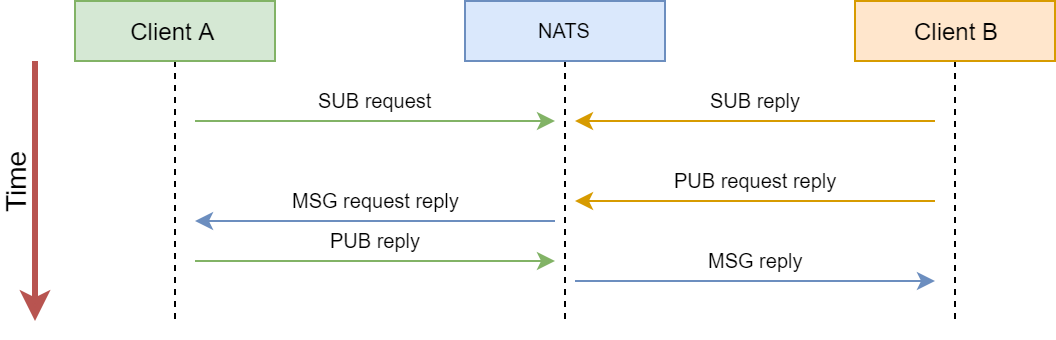 Client A
NATS
Client B
SUB request
SUB reply
PUB request reply
MSG request reply
PUB reply
MSG reply
Time